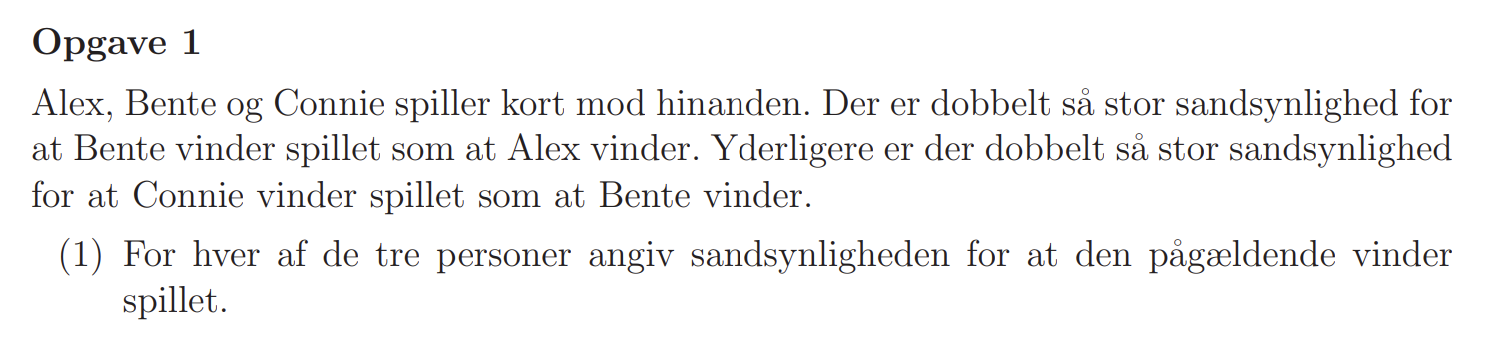 Opgave 1
Alex, Bente og Connie spiller kort mod hinanden. Der er dobbelt så stor sandsynlighed for
at Bente vinder spillet som at Alex vinder. Yderligere er der dobbelt så stor sandsynlighed
for at Connie vinder spillet som at Bente vinder.
(1) For hver af de tre personer angiv sandsynligheden for at den pågældende vinder
spillet.